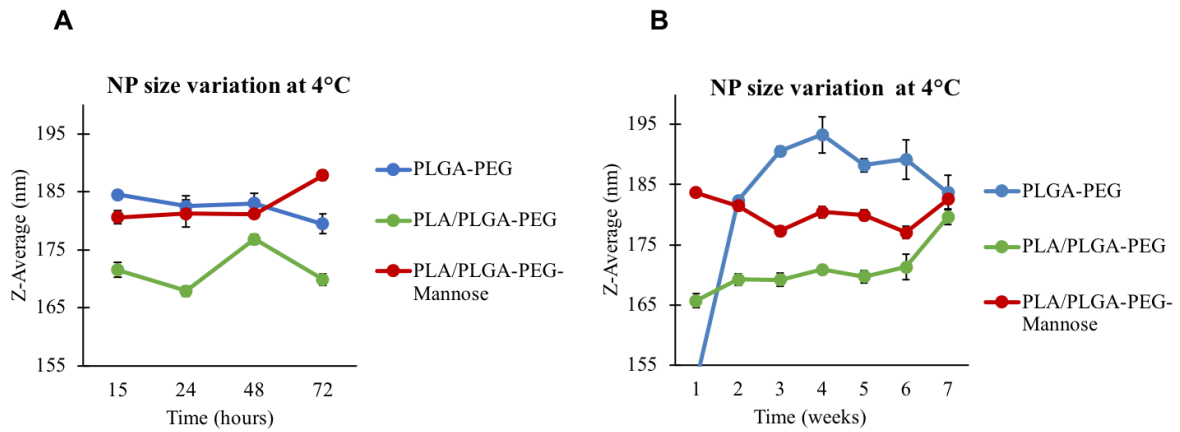 A
NP size variation at 4°C
Z-Average (nm)
195
185
175
165
155
15 24 48 72
Time (hours)
PLGA-PEG
PLA/PLGA-PEG
PLA/PLGA-PEG-
Mannose
B
NP size variation at 4°C
Z-Average (nm)
195
185
175
165
155
1 2 3 4 5 6 7
Time (weeks)
PLGA-PEG
PLA/PLGA-PEG
PLA/PLGA-PEG-
Mannose